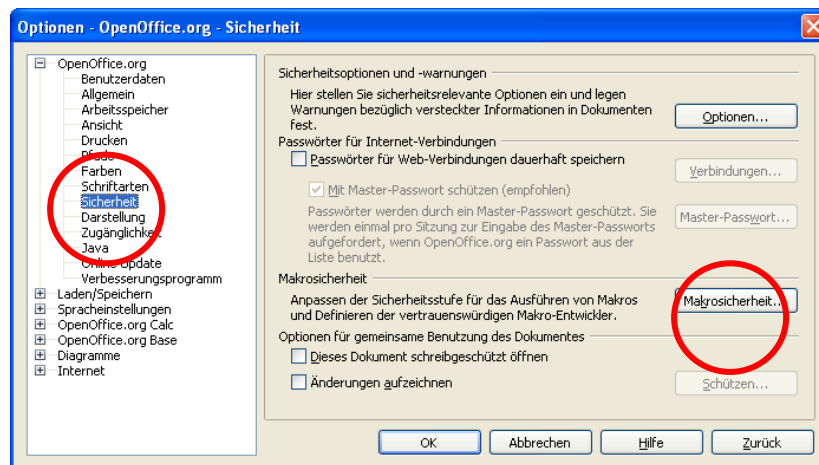 Optionen - OpenOffice.org - Sicherheit
OpenOffice.org
Benutzerdaten
Allgemein
Arbeitsspeicher
Ansicht
Drucken
Pfade
Farben
Schriftarten
Sicherheit
Darstellung
Zugänglichkeit
Java
Online Update
Verbesserungsprogramm
Laden/Speichern
Spracheinstellungen
OpenOffice.org Calc
OpenOffice.org Base
Diagramme
Internet
Sicherheitsoptionen und -warnungen
Hier stellen Sie sicherheitsrelevante Optionen ein und legen
Warnungen bezüglich versteckter Informationen in Dokumenten
fest.
Optionen...
Passwörter für Internet-Verbindungen
Passwörter für Web-Verbindungen dauerhaft speichern
Verbindungen...
Mit Master-Passwort schützen (empfohlen)
Passwörter werden durch ein Master-Passwort geschützt. Sie
werden einmal pro Sitzung zur Eingabe des Master-Passworts
aufgefordert, wenn OpenOffice.org ein Passwort aus der
Liste benutzt.
Master-Passwort...
Makrosicherheit
Anpassen der Sicherheitsstufe für das Ausführen von Makros
und Definieren der vertrauenswürdigen Makro-Entwickler.
Makrosicherheit...
Optionen für gemeinsame Benutzung des Dokumentes
Dieses Dokument schreibgeschützt öffnen
Änderungen aufzeichnen
Schützen...
OK
Abbrechen
Hilfe
Zurück